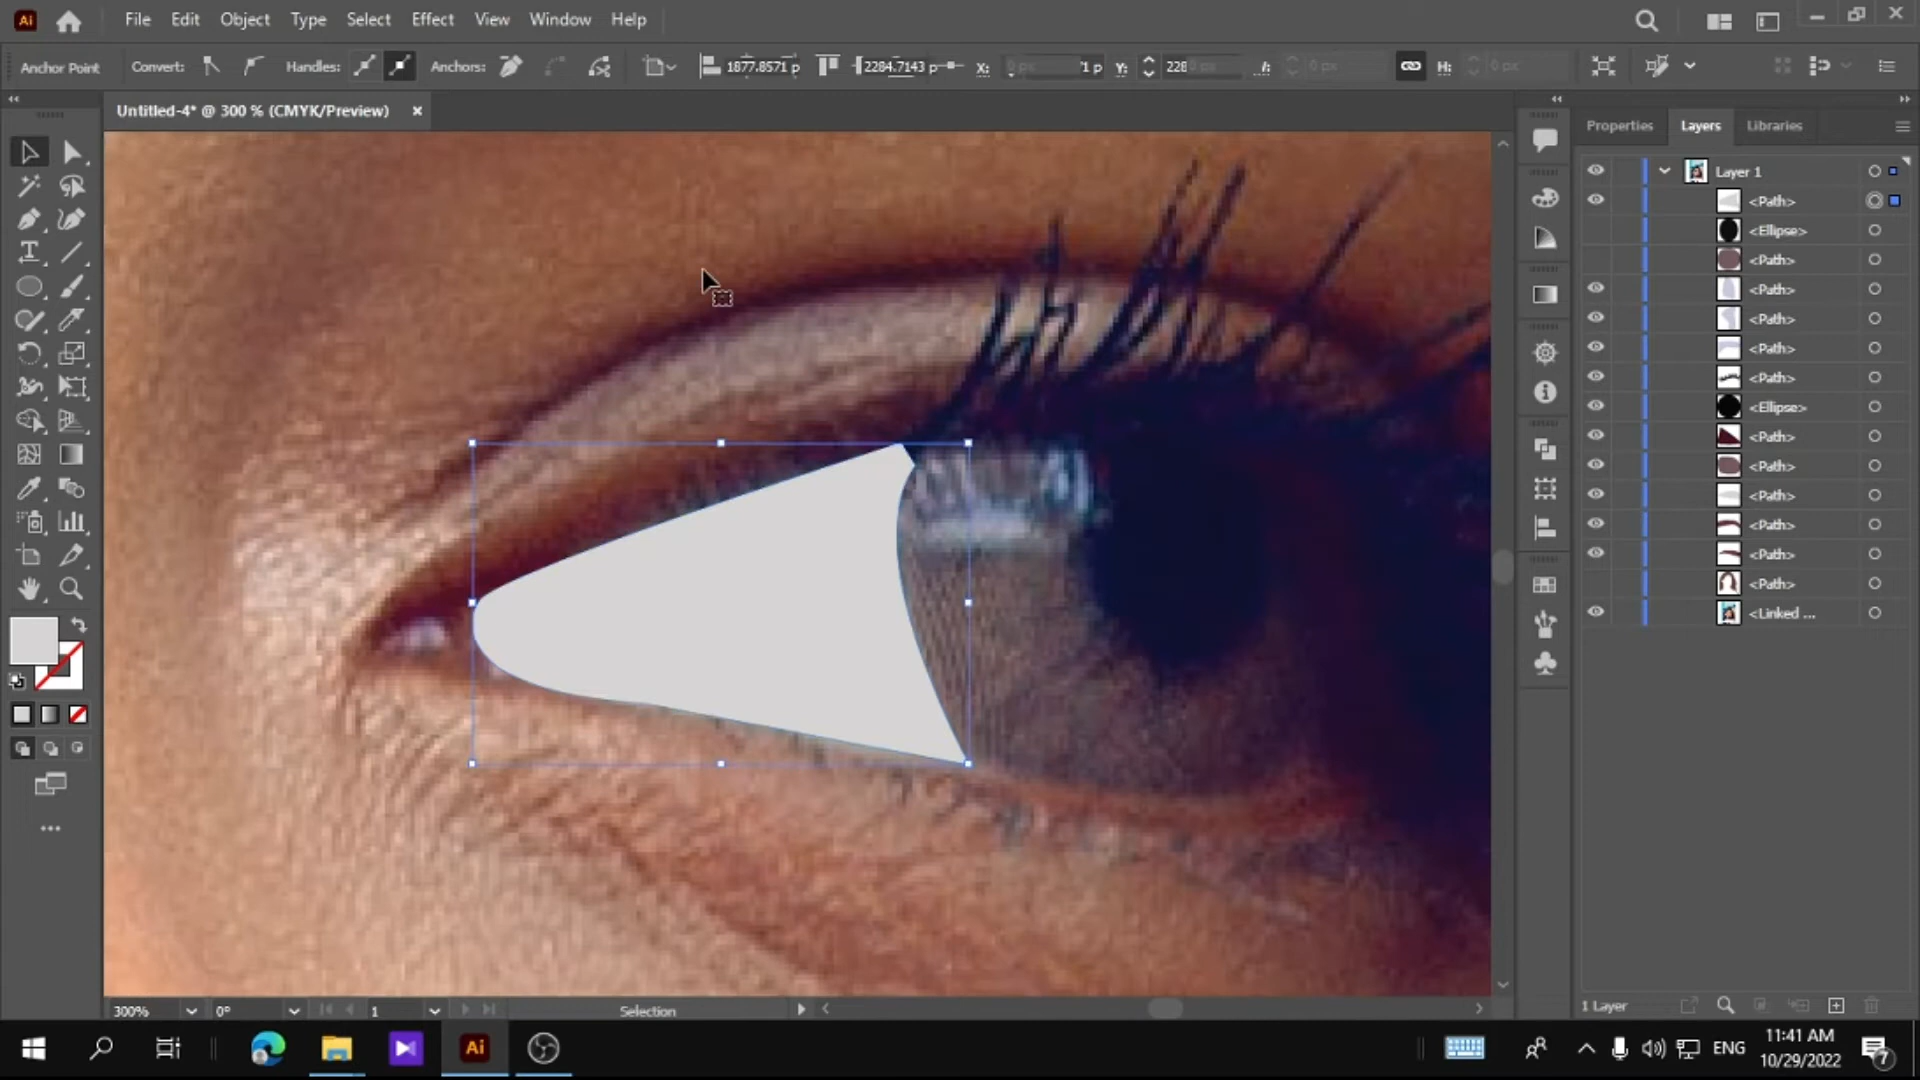 Ai File Edit Object Type Select Effect View Window Help
Anchor Point Convert: Handles: Anchors: 1877.8571 p 2284.7143 p X: Y: H:
Untitled-4* @ 300 % (CMYK/Preview) ×
Properties Layers Libraries
Layer 1
<Path>
<Ellipse>
<Path>
<Path>
<Path>
<Path>
<Path>
<Ellipse>
<Path>
<Path>
<Path>
<Path>
<Path>
<Path>
<Linked ...
300% 0° 1 Selection
1 Layer
Ai ENG
11:41 AM
10/29/2022
7